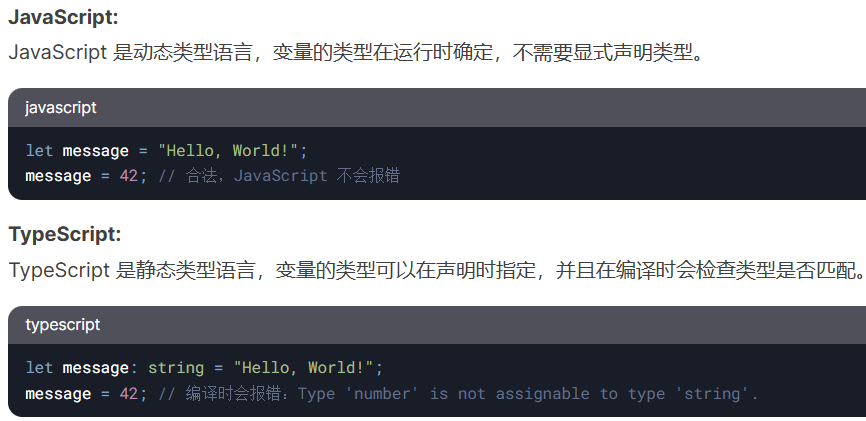 JavaScript:
JavaScript 是动态类型语言，变量的类型在运行时确定，不需要显式声明类型。
javascript
let message = "Hello, World!";
message = 42; // 合法，JavaScript 不会报错
TypeScript:
TypeScript 是静态类型语言，变量的类型可以在声明时指定，并且在编译时会检查类型是否匹配。
typescript
let message: string = "Hello, World!";
message = 42; // 编译时会报错：Type 'number' is not assignable to type 'string'.